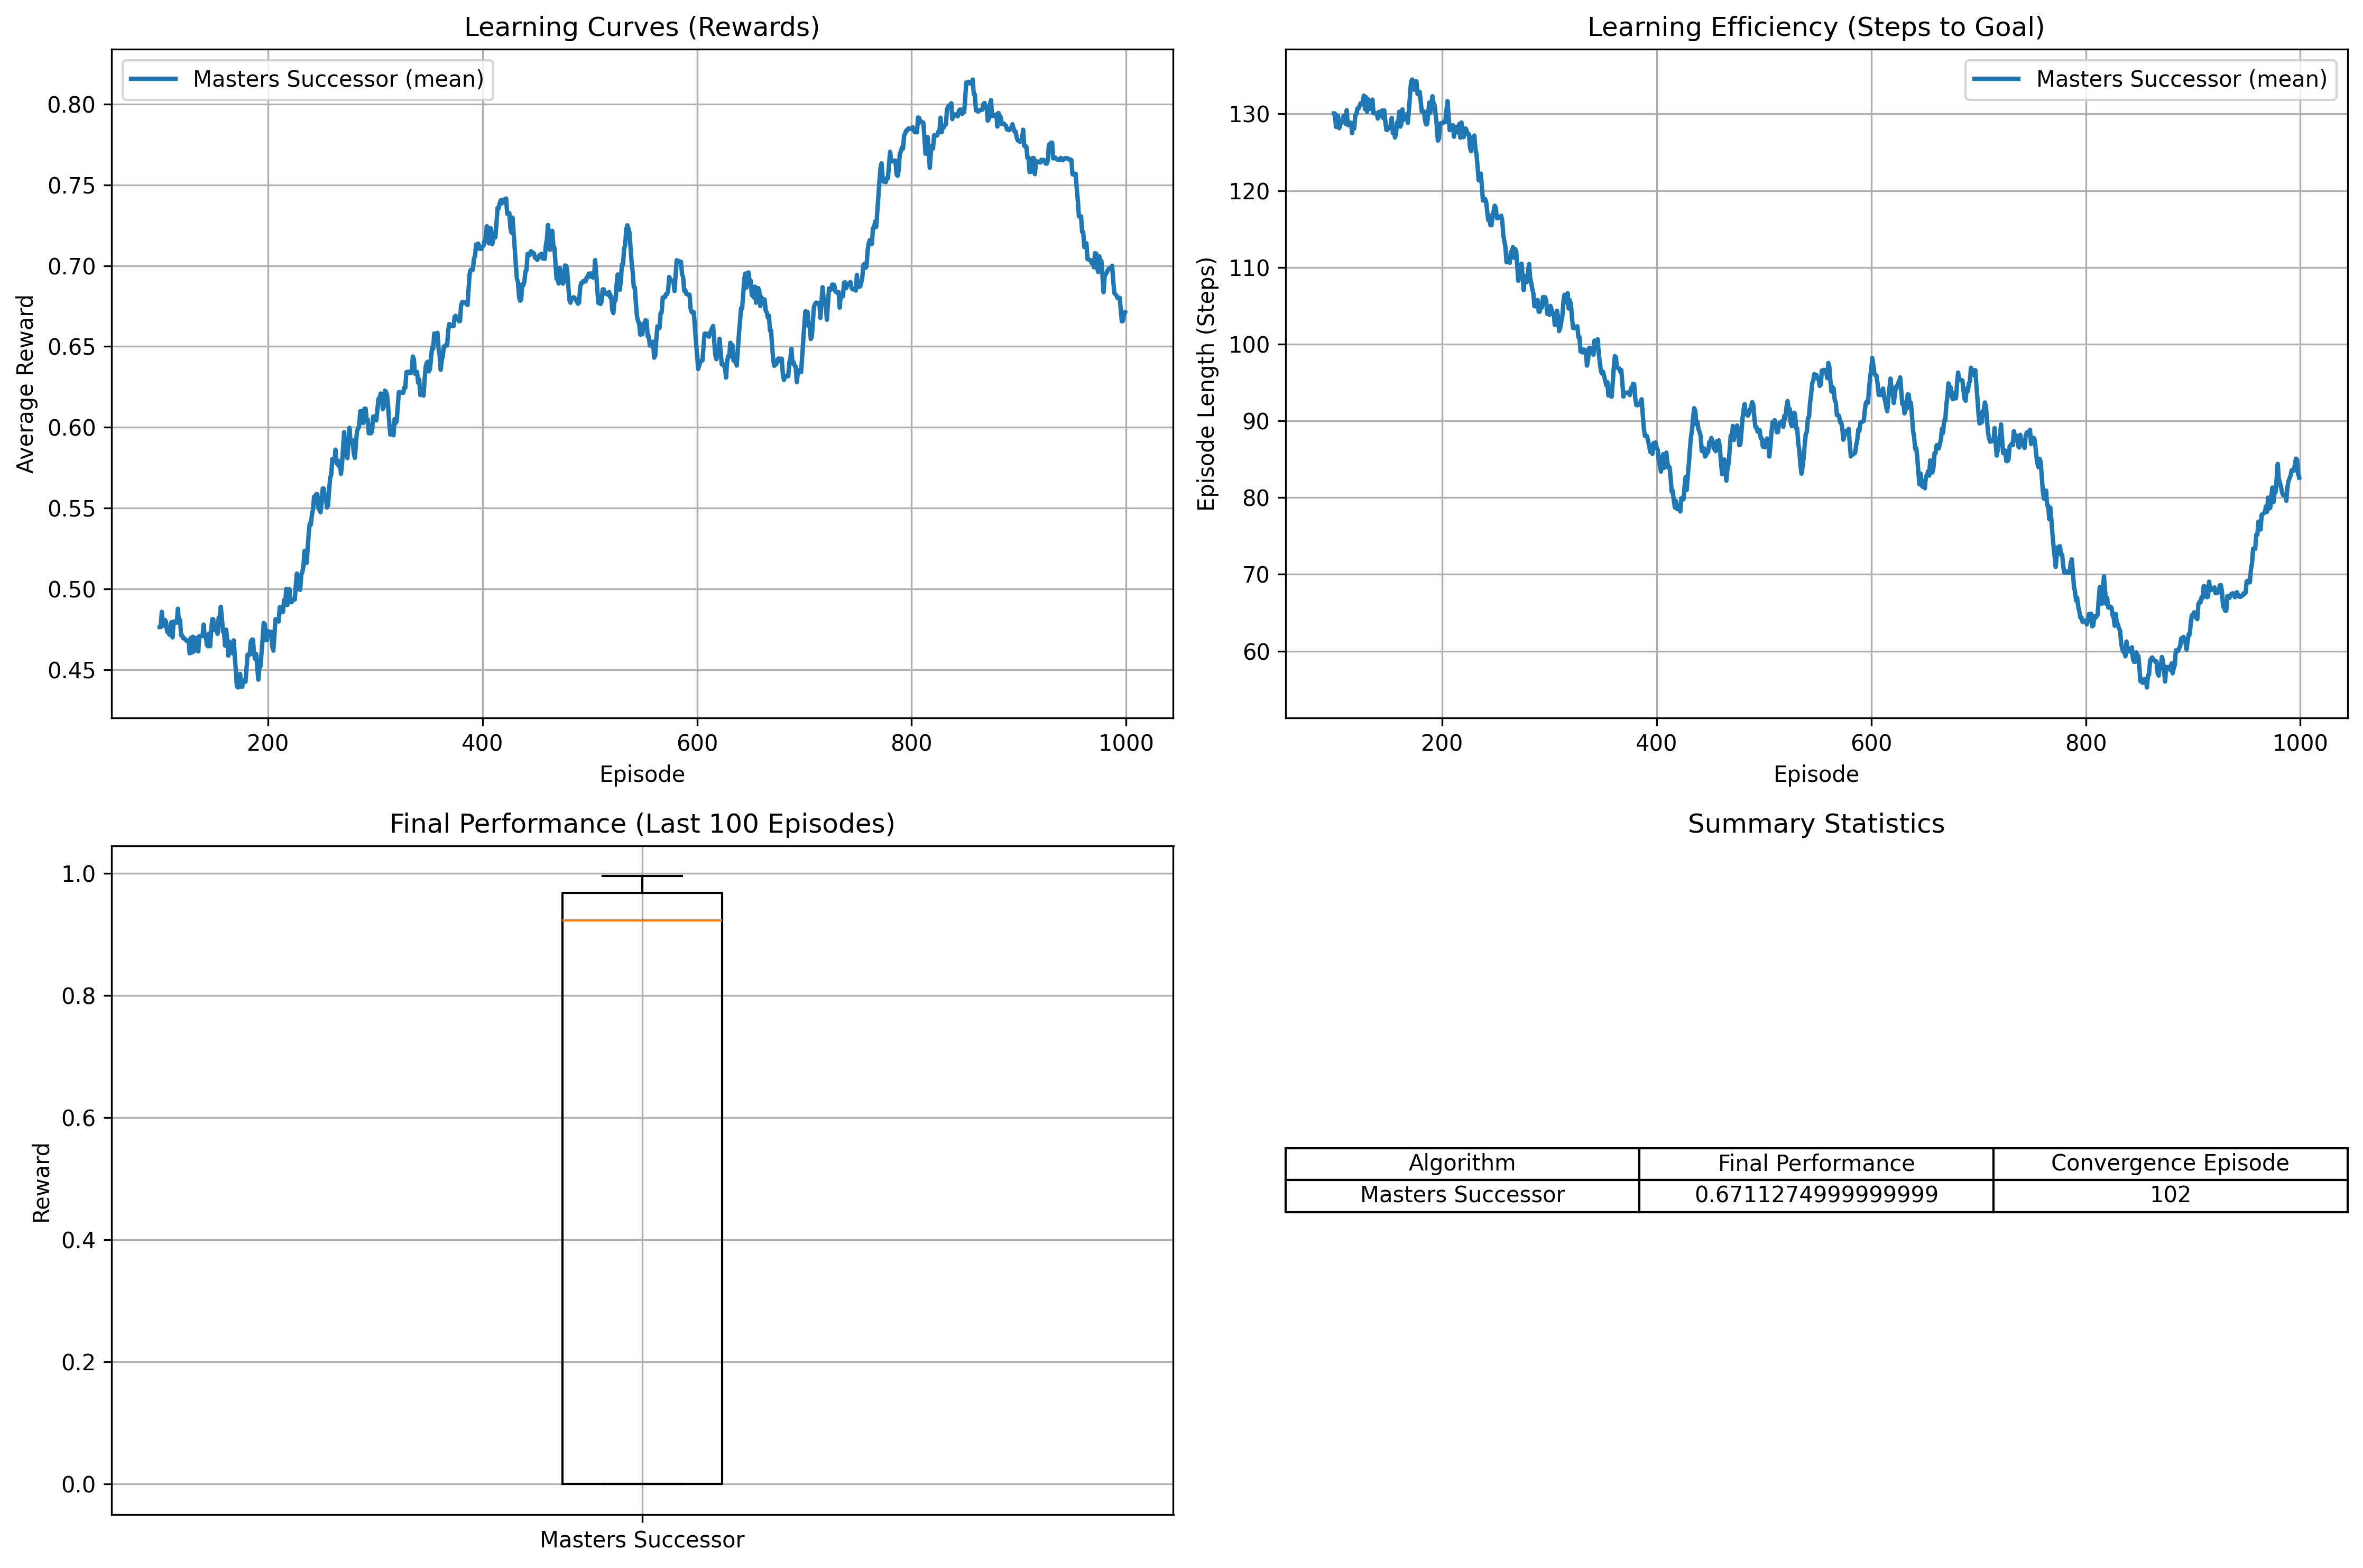 Learning Curves (Rewards)
Masters Successor (mean)
Average Reward
0.80
0.75
0.70
0.65
0.60
0.55
0.50
0.45
200 400 600 800 1000
Episode
Learning Efficiency (Steps to Goal)
Masters Successor (mean)
Episode Length (Steps)
130
120
110
100
90
80
70
60
200 400 600 800 1000
Episode
Final Performance (Last 100 Episodes)
Reward
1.0
0.8
0.6
0.4
0.2
0.0
Masters Successor
Summary Statistics
Algorithm Final Performance Convergence Episode
Masters Successor 0.6711274999999999 102